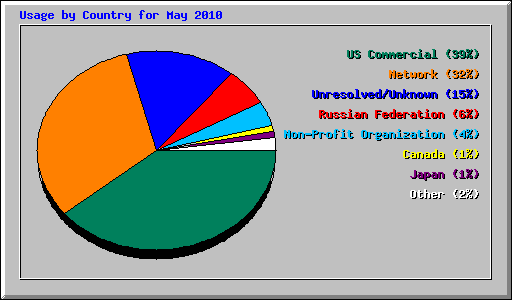 Usage by Country for May 2010
US Commercial (39%)
Network (32%)
Unresolved/Unknown (15%)
Russian Federation (6%)
Non-Profit Organization (4%)
Canada (1%)
Japan (1%)
Other (2%)